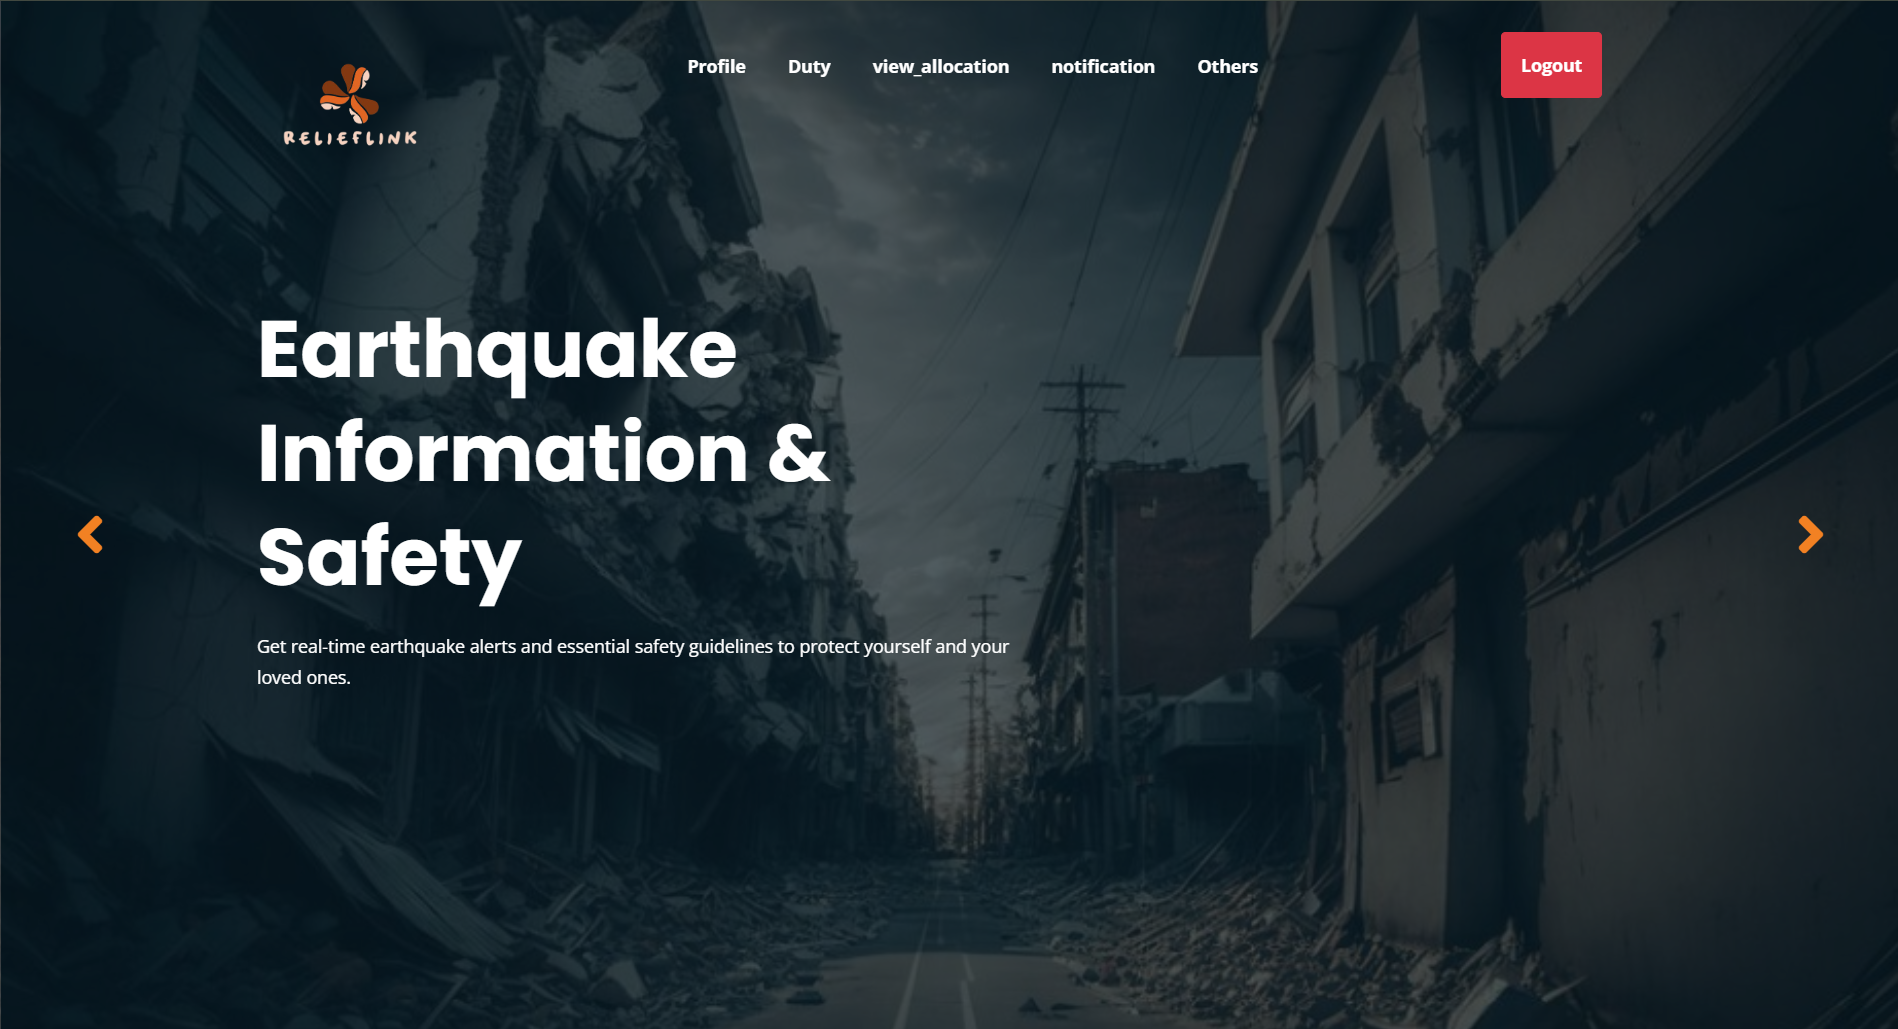 Profile Duty view_allocation notification Others Logout
RELIEFLINK
Earthquake
Information &
Safety
Get real-time earthquake alerts and essential safety guidelines to protect yourself and your
loved ones.